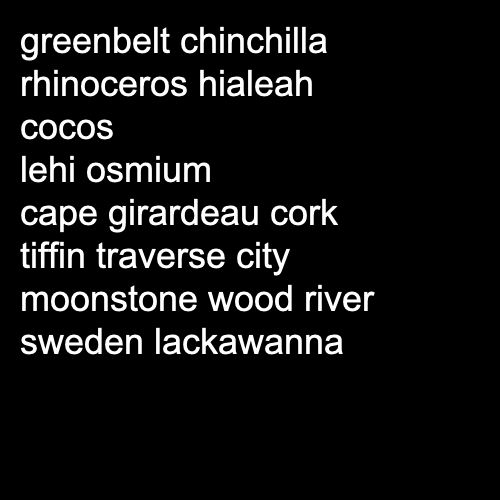 greenbelt chinchilla
rhinoceros hialeah
cocos
lehi osmium
cape girardeau cork
tiffin traverse city
moonstone wood river
sweden lackawanna